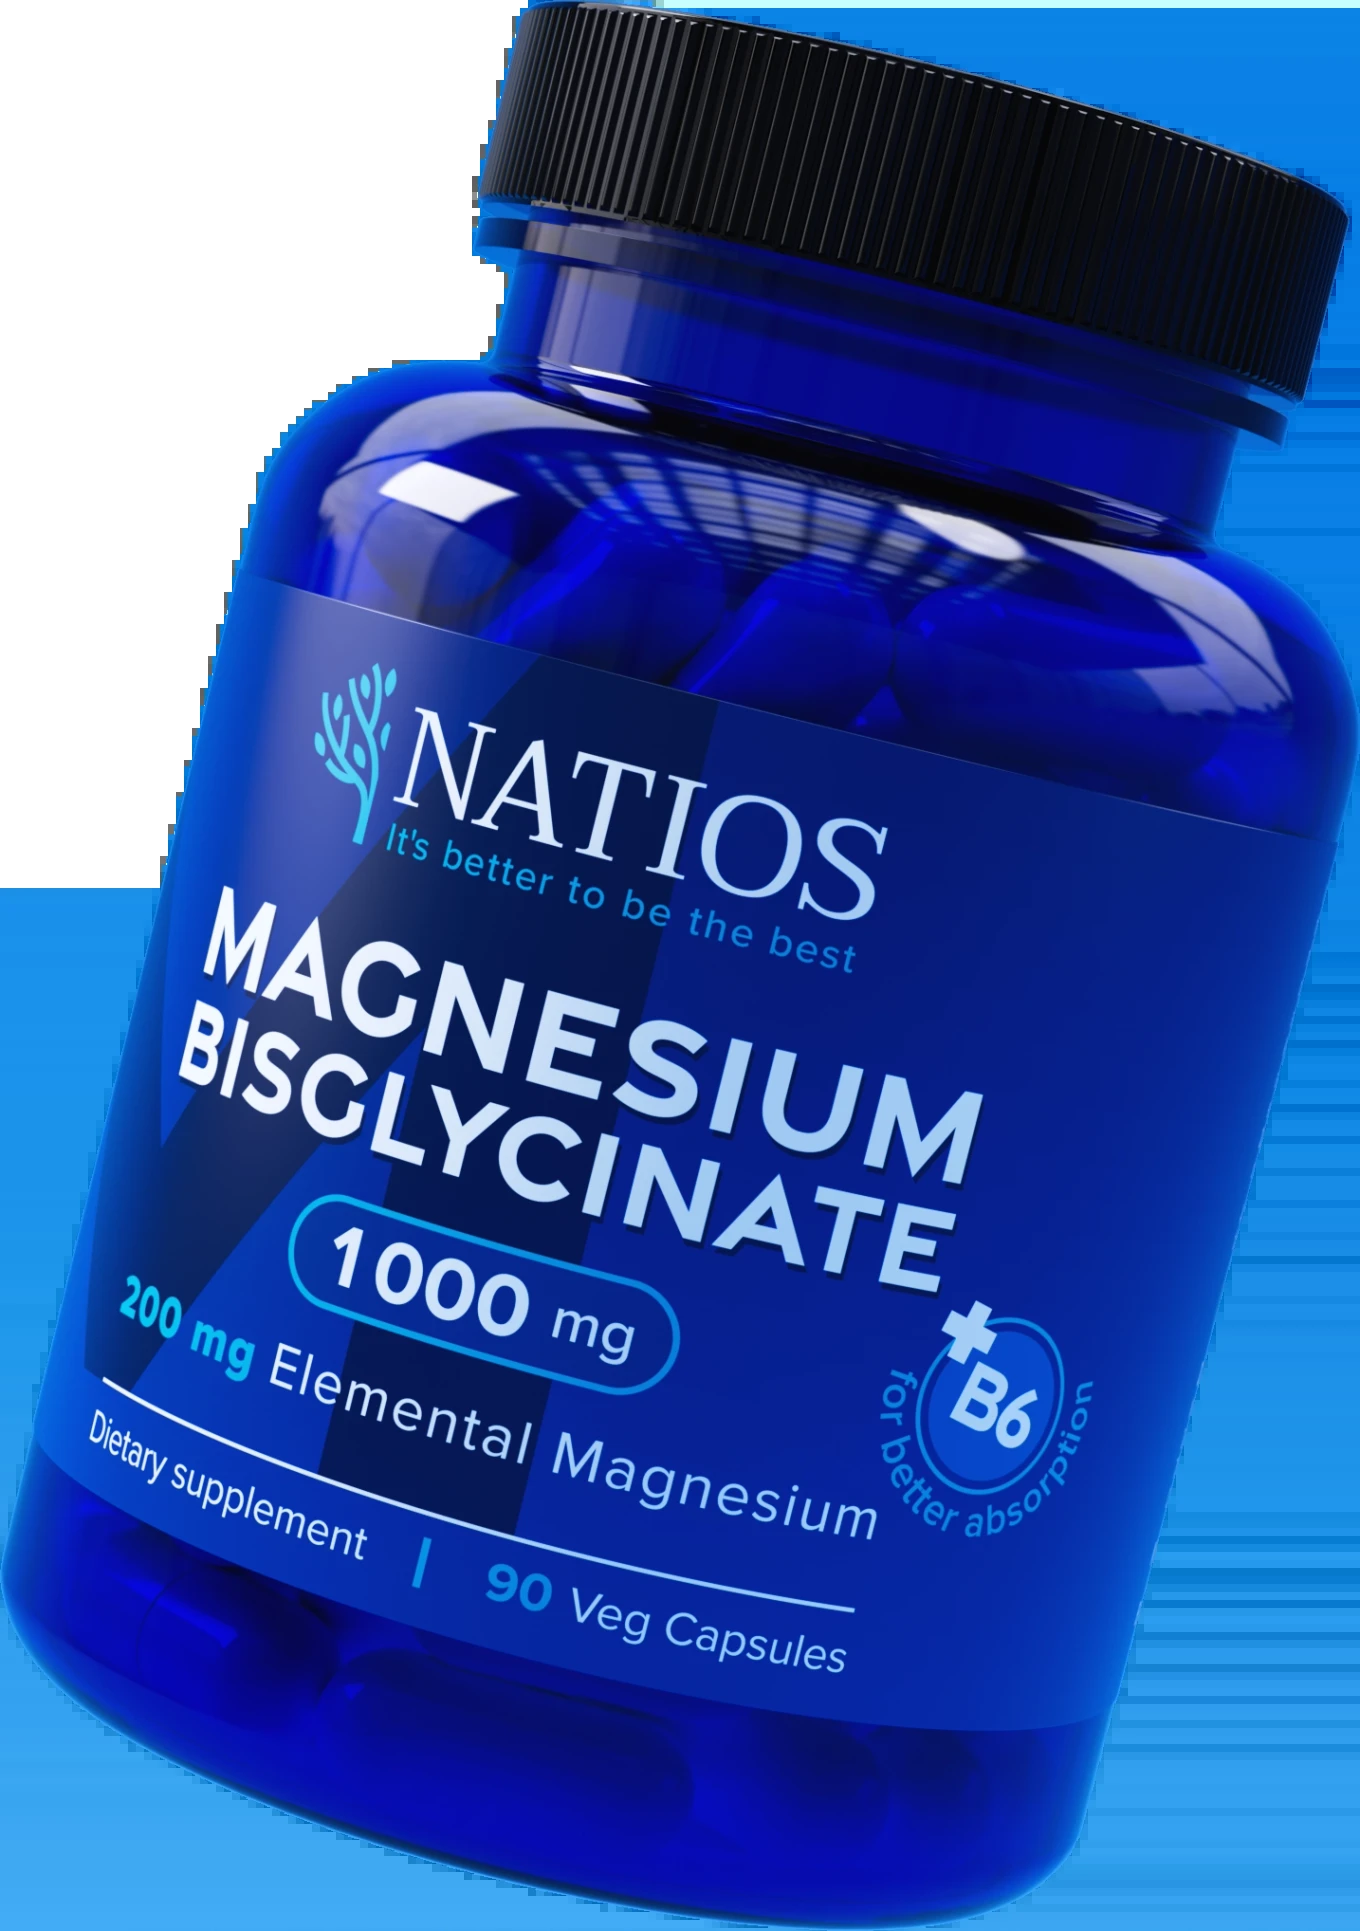 NATIOS
It's better to be the best
MAGNESIUM
BISGLYCINATE
1000 mg
200 mg Elemental Magnesium
+B6
for better absorption
Dietary supplement | 90 Veg Capsules